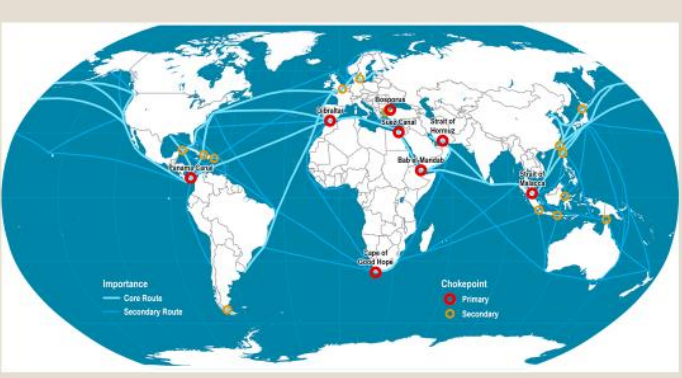 Gibraltar
Bosporus
Suez Canal
Strait of
Hormuz
Bab el-Mandab
Panama Canal
Strait of
Malacca
Cape of
Good Hope
Importance
Core Route
Secondary Route
Chokepoint
Primary
Secondary